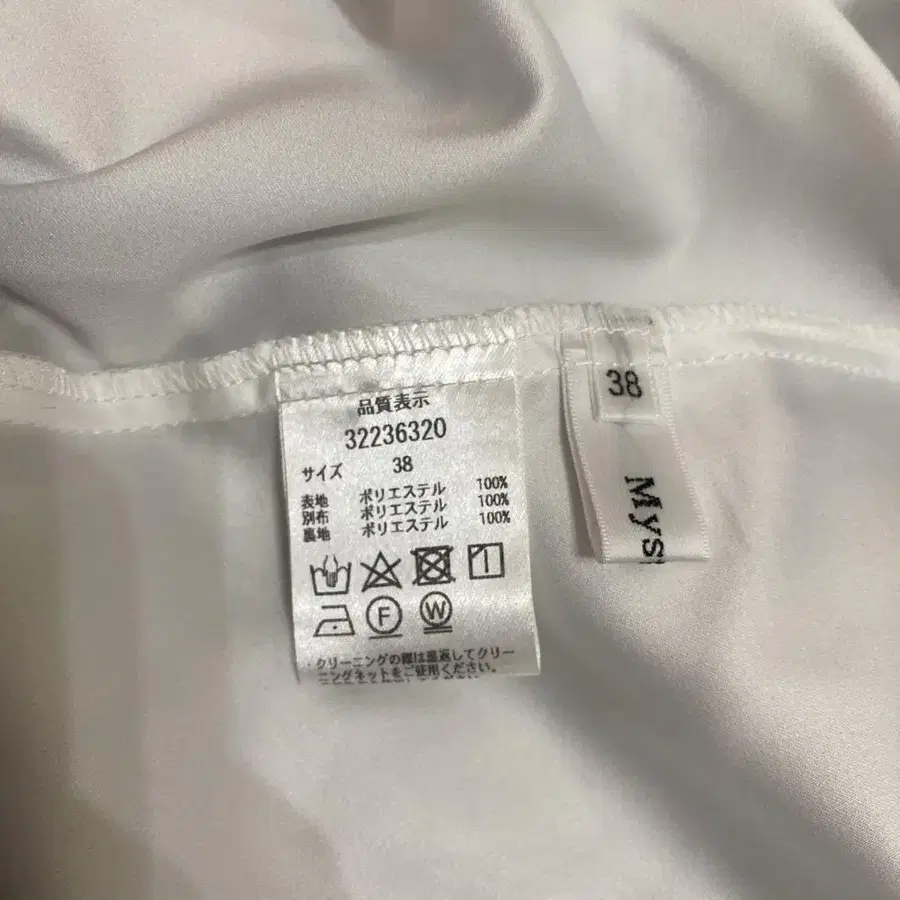 品質表示
32236320
サイズ 38
表地 ポリエステル 100%
別布 ポリエステル 100%
裏地 ポリエステル 100%
F W
クリーニングの際は裏返してクリー
ニングネットをご使用ください。
38
Mys